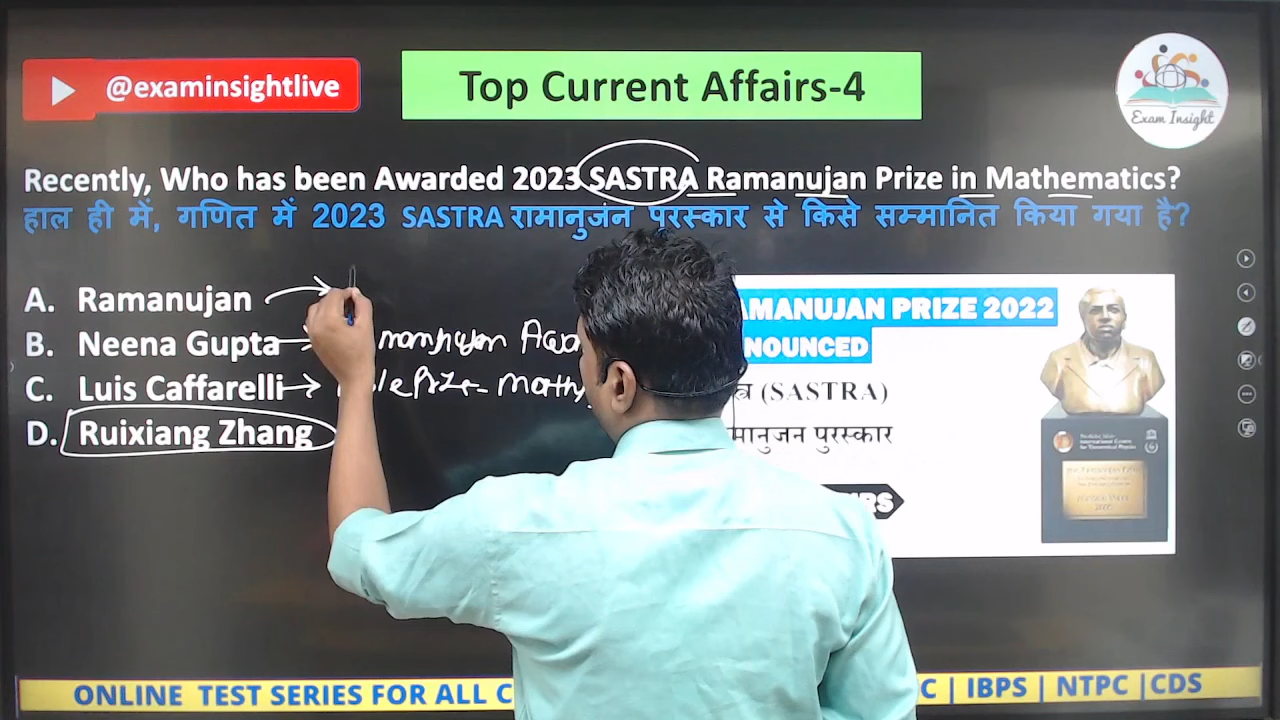 @examinsightlive
Top Current Affairs-4
Exam Insight
Recently, Who has been Awarded 2023 SASTRA Ramanujan Prize in Mathematics?
हाल ही में, गणित में 2023 SASTRA रामानुजन पुरस्कार से किसे सम्मानित किया गया है?
A. Ramanujan
B. Neena Gupta
C. Luis Caffarelli
D. Ruixiang Zhang
AMANUJAN PRIZE 2022
NOUNCED
(SASTRA)
मानुजन पुरस्कार
RS
ONLINE TEST SERIES FOR ALL C
C | IBPS | NTPC |CDS